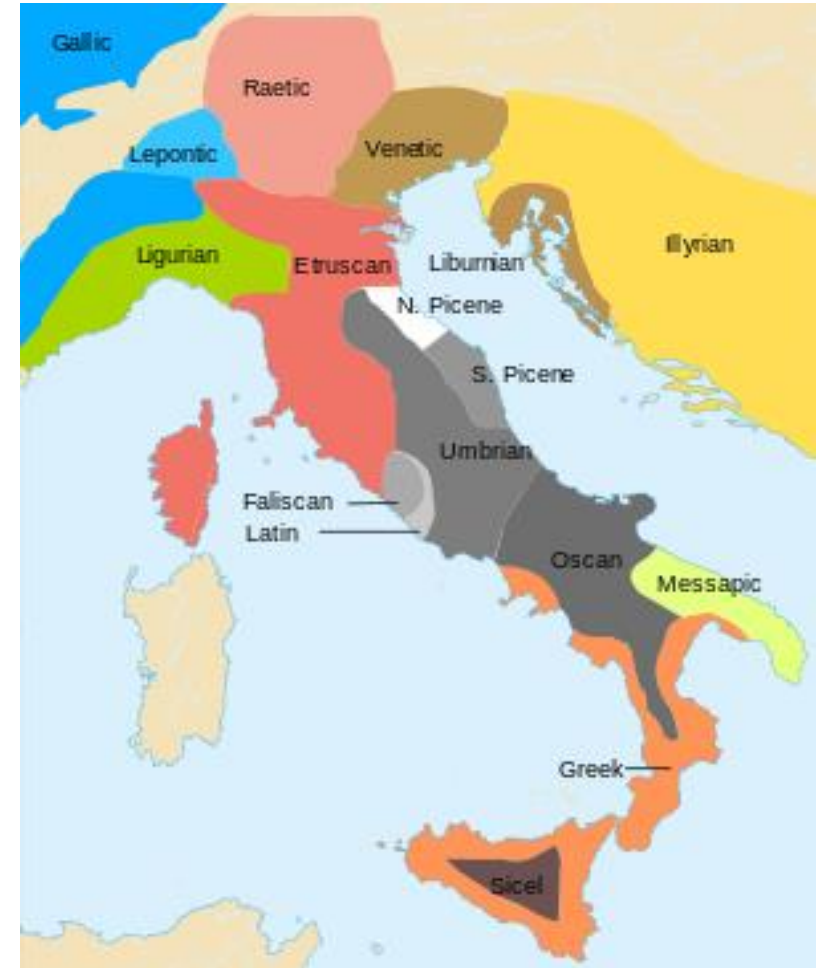 Gallic
Raetic
Venetic
Lepontic
Illyrian
Ligurian
Etruscan
Liburnian
N. Picene
S. Picene
Umbrian
Faliscan
Latin
Oscan
Messapic
Greek
Sicel